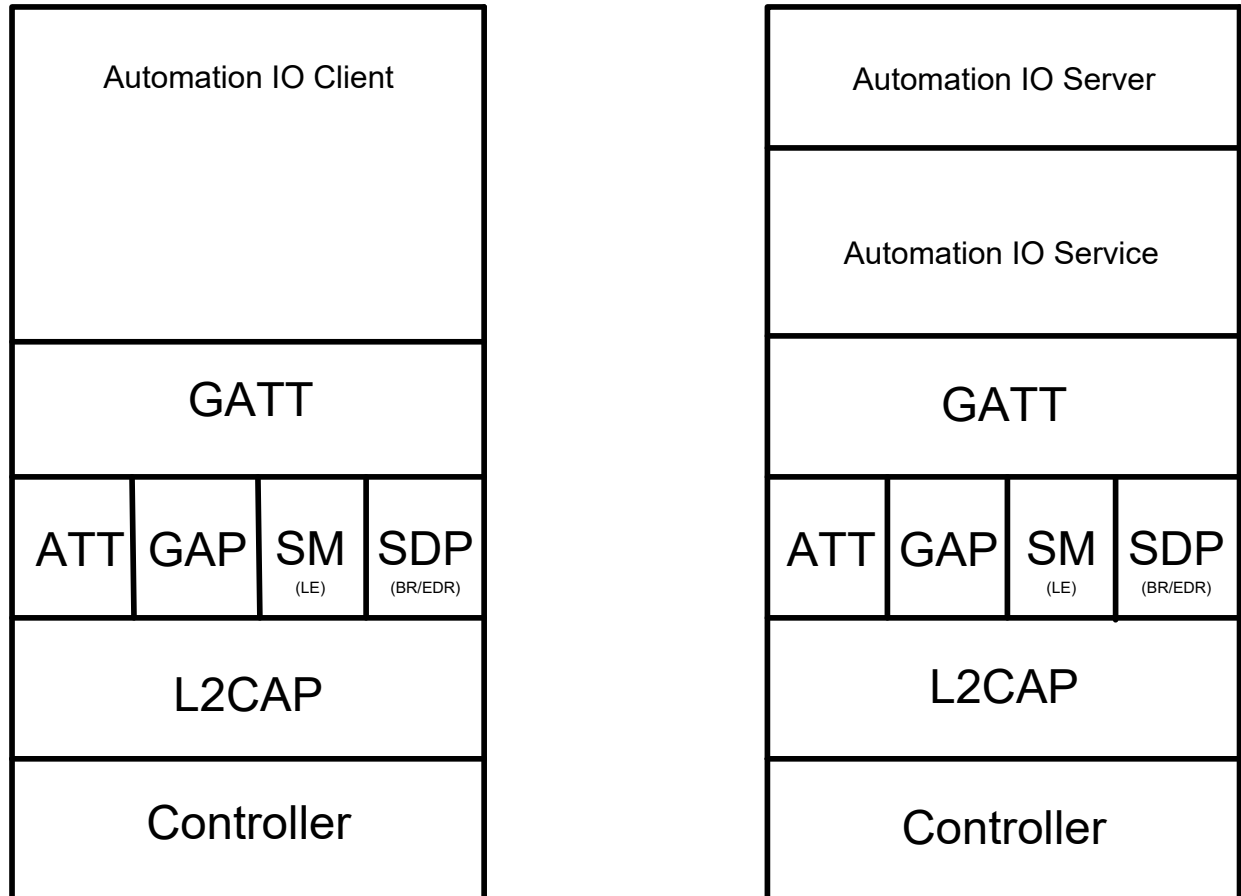 Automation IO Client
GATT
ATT GAP SM SDP
(LE) (BR/EDR)
L2CAP
Controller
Automation IO Server
Automation IO Service
GATT
ATT GAP SM SDP
(LE) (BR/EDR)
L2CAP
Controller